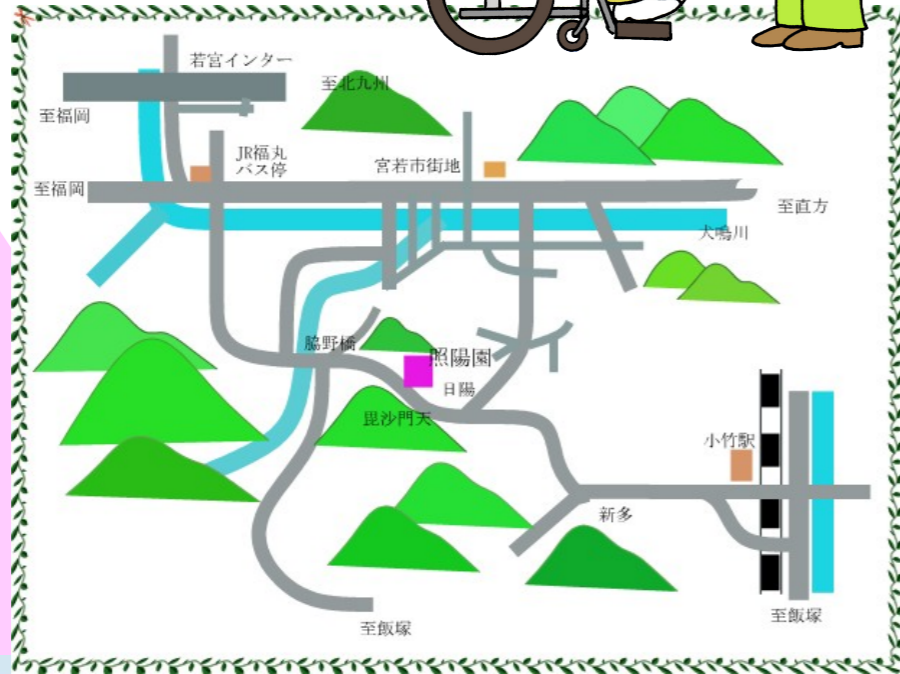 若宮インター
至北九州
至福岡
JR福丸
バス停
宮若市街地
至福岡
至直方
犬鳴川
脇野橋
照陽園
日陽
毘沙門天
小竹駅
新多
至飯塚
至飯塚